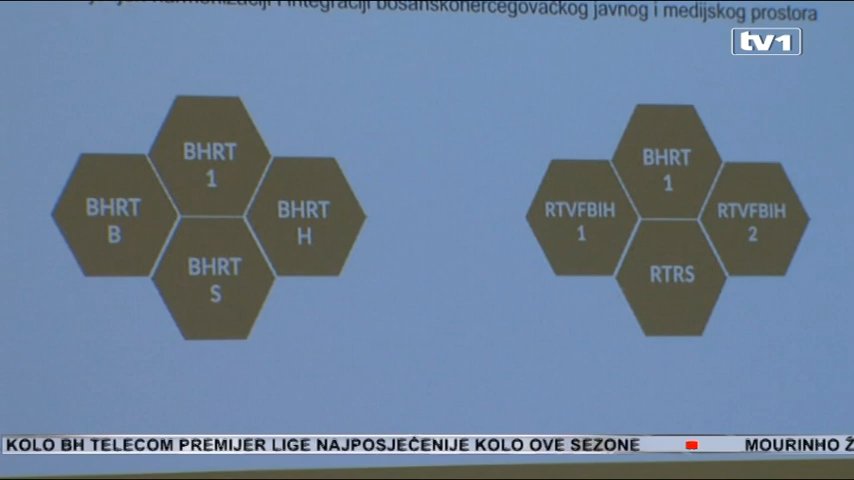 i integraciji bosanskohercegovačkog javnog i medijskog prostora
tv1
BHRT
1
BHRT
B
BHRT
H
BHRT
S
BHRT
1
RTVFBIH
1
RTVFBIH
2
RTRS
KOLO BH TELECOM PREMIJER LIGE NAJPOSJEĆENIJE KOLO OVE SEZONE
MOURINHO Ž